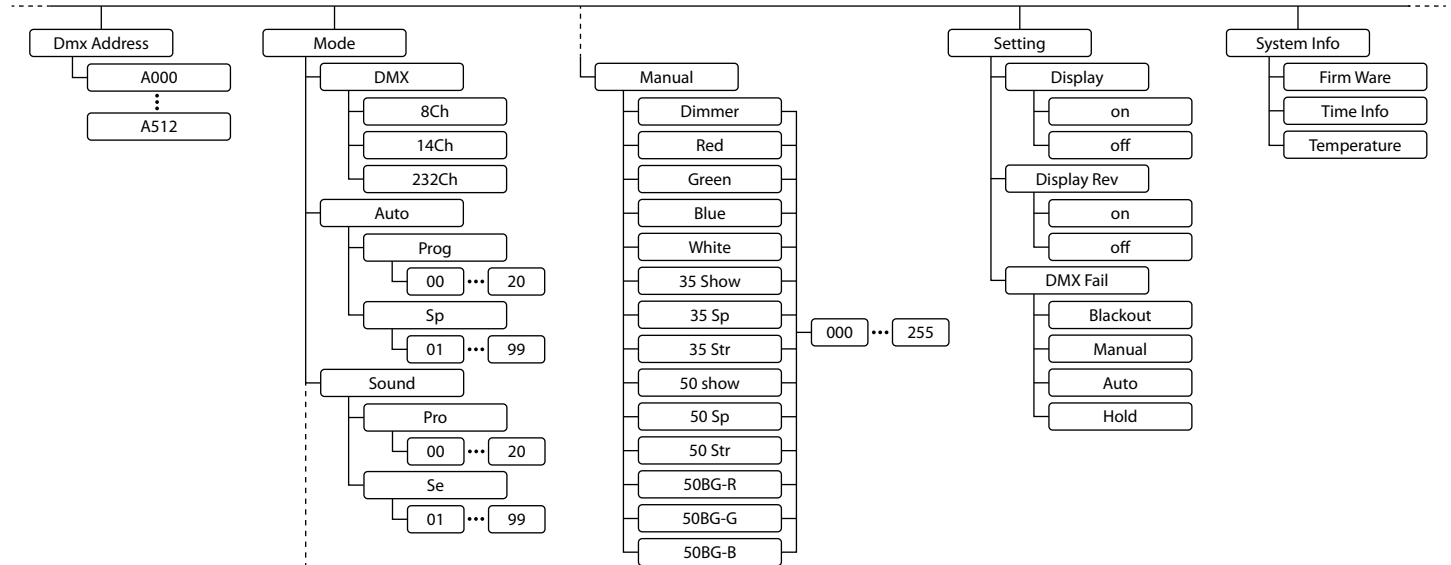 Dmx Address
A000
A512
Mode
DMX
8Ch
14Ch
232Ch
Auto
Prog
00 ••• 20
Sp
01 ••• 99
Sound
Pro
00 ••• 20
Se
01 ••• 99
Manual
Dimmer
Red
Green
Blue
White
35 Show
35 Sp
35 Str
50 show
50 Sp
50 Str
50BG-R
50BG-G
50BG-B
000 ••• 255
Setting
Display
on
off
Display Rev
on
off
DMX Fail
Blackout
Manual
Auto
Hold
System Info
Firm Ware
Time Info
Temperature